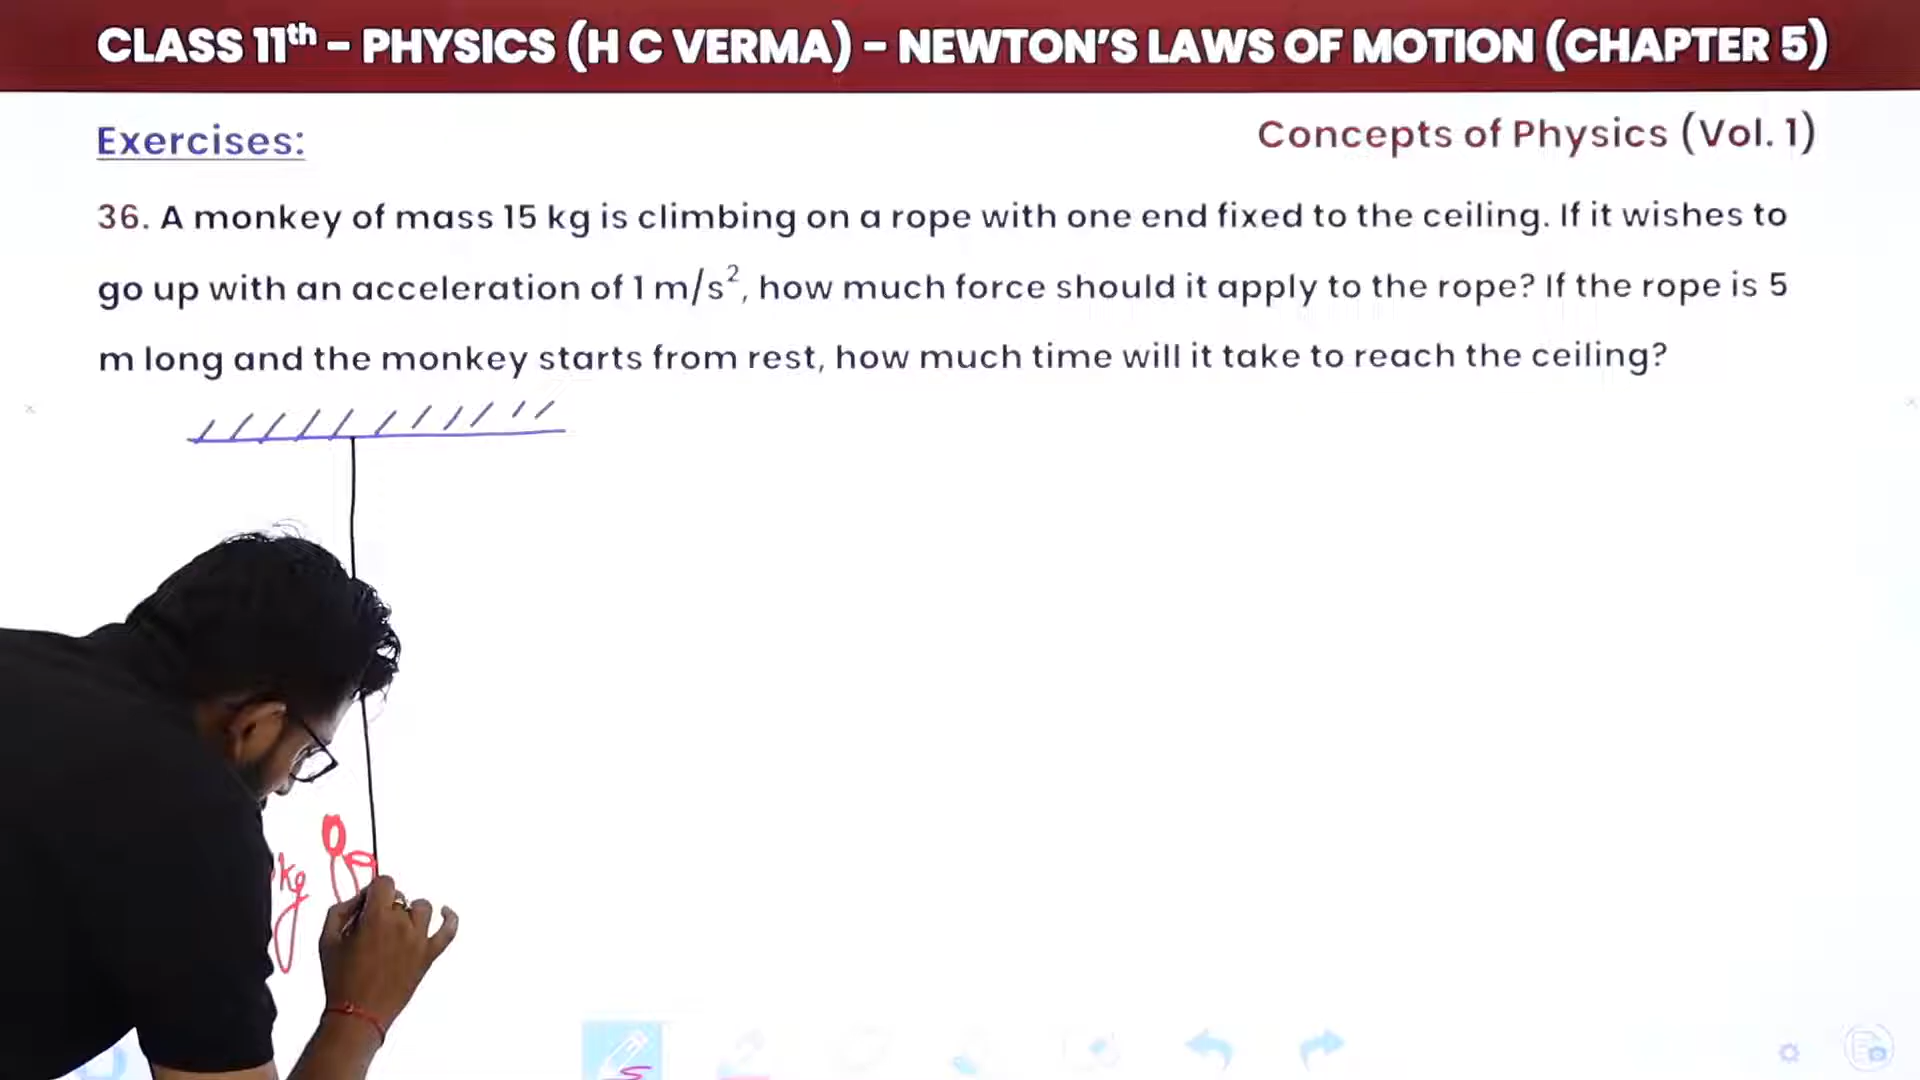 CLASS 11th – PHYSICS (H C VERMA) – NEWTON'S LAWS OF MOTION (CHAPTER 5)
Exercises:
Concepts of Physics (Vol. 1)
36. A monkey of mass 15 kg is climbing on a rope with one end fixed to the ceiling. If it wishes to
go up with an acceleration of 1 m/s², how much force should it apply to the rope? If the rope is 5
m long and the monkey starts from rest, how much time will it take to reach the ceiling?
kg